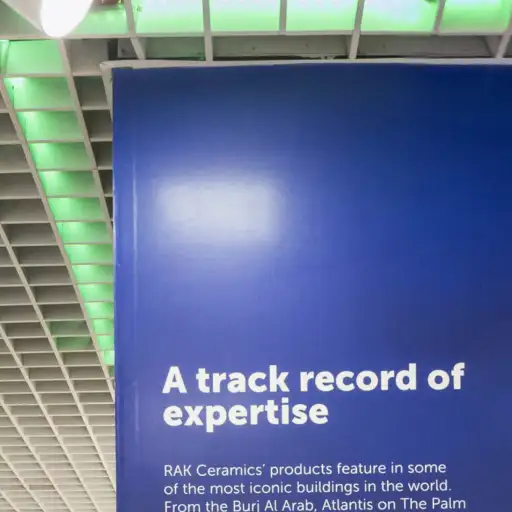 A track record of
expertise
RAK Ceramics’ products feature in some
of the most iconic buildings in the world.
From the Burj Al Arab, Atlantis on The Palm